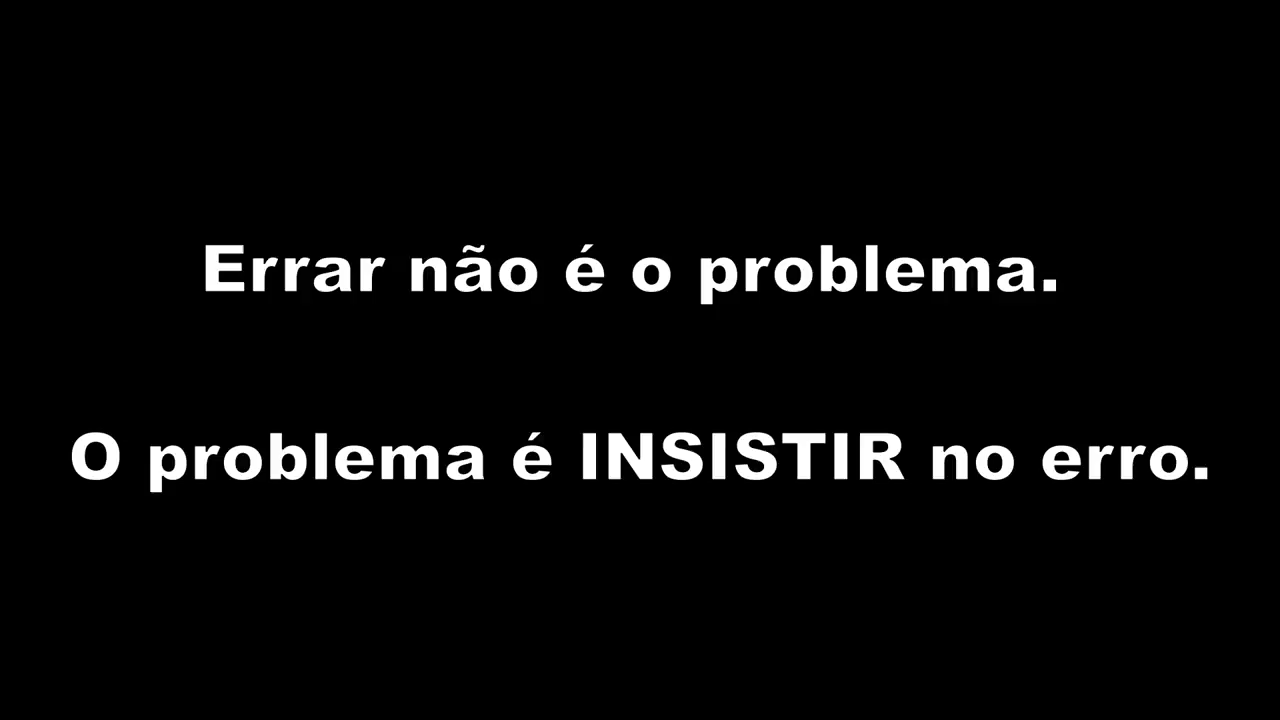 Errar não é o problema.
O problema é INSISTIR no erro.